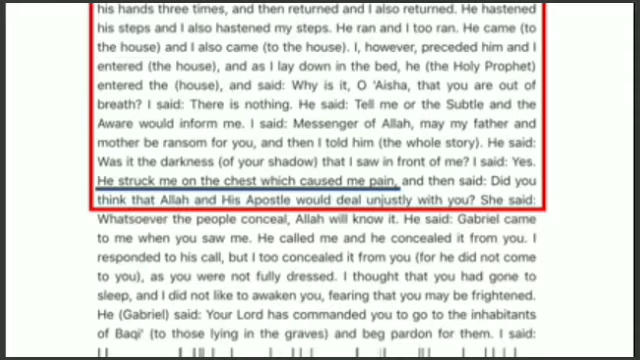 his hands three times, and then returned and I also returned. He hastened
his steps and I also hastened my steps. He ran and I too ran. He came (to
the house) and I also came (to the house). I, however, preceded him and I
entered (the house), and as I lay down in the bed, he (the Holy Prophet)
entered the (house), and said: Why is it, O 'Aisha, that you are out of
breath? I said: There is nothing. He said: Tell me or the Subtle and the
Aware would inform me. I said: Messenger of Allah, may my father and
mother be ransom for you, and then I told him (the whole story). He said:
Was it the darkness (of your shadow) that I saw in front of me? I said: Yes.
He struck me on the chest which caused me pain, and then said: Did you
think that Allah and His Apostle would deal unjustly with you? She said:
Whatsoever the people conceal, Allah will know it. He said: Gabriel came
to me when you saw me. He called me and he concealed it from you. I
responded to his call, but I too concealed it from you (for he did not come
to you), as you were not fully dressed. I thought that you had gone to
sleep, and I did not like to awaken you, fearing that you may be frightened.
He (Gabriel) said: Your Lord has commanded you to go to the inhabitants
of Baqi' (to those lying in the graves) and beg pardon for them. I said: